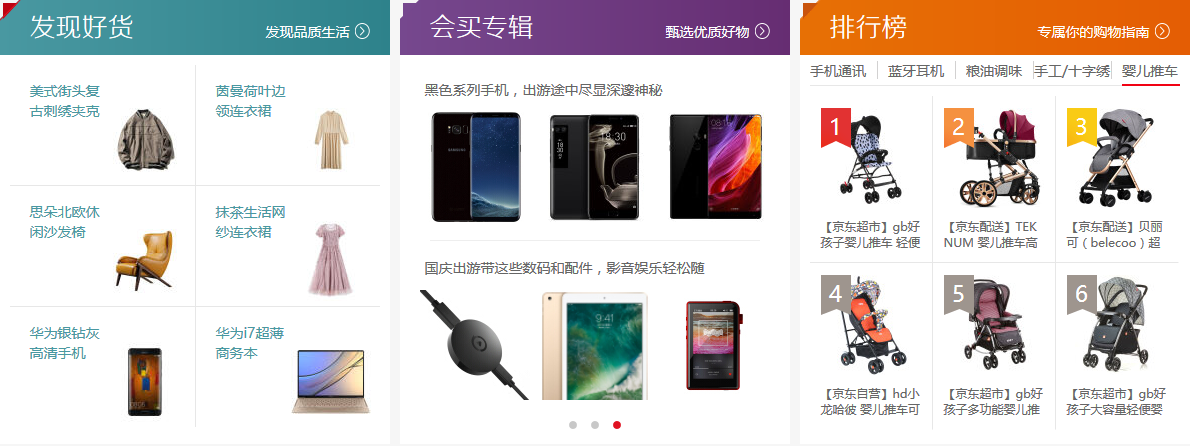 发现好货
发现品质生活
美式街头复
古刺绣夹克
茵曼荷叶边
领连衣裙
思朵北欧休
闲沙发椅
抹茶生活网
纱连衣裙
华为银钻灰
高清手机
华为i7超薄
商务本
会买专辑
甄选优质好物
黑色系列手机，出游途中尽显深邃神秘
SAMSUNG
08:16
国庆出游带这些数码和配件，影音娱乐轻松随
9:41
排行榜
专属你的购物指南
手机通讯
蓝牙耳机
粮油调味
手工/十字绣
婴儿推车
1
【京东超市】gb好
孩子婴儿推车 轻便
2
【京东配送】TEK
NUM 婴儿推车高
3
【京东配送】贝丽
可（belecoo）超
4
【京东自营】hd小
龙哈彼 婴儿推车可
5
【京东超市】gb好
孩子多功能婴儿推
6
【京东超市】gb好
孩子大容量轻便婴